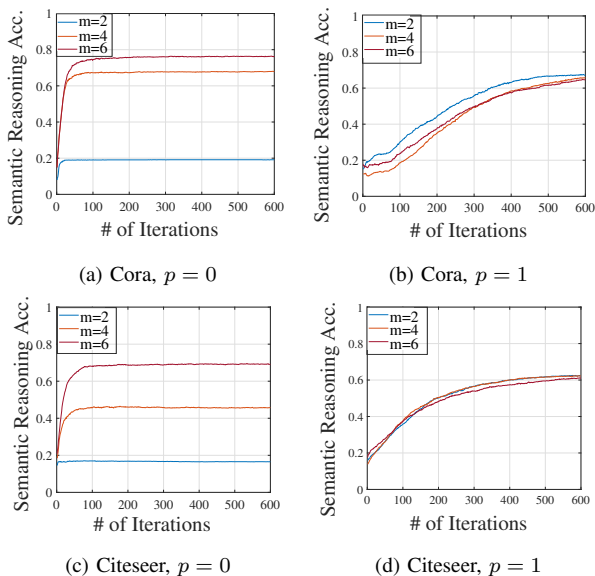 Semantic Reasoning Acc.
1
0.8
0.6
0.4
0.2
0
m=2
m=4
m=6
0 100 200 300 400 500 600
# of Iterations
(a) Cora, p = 0
Semantic Reasoning Acc.
1
0.8
0.6
0.4
0.2
0
m=2
m=4
m=6
0 100 200 300 400 500 600
# of Iterations
(b) Cora, p = 1
Semantic Reasoning Acc.
1
0.8
0.6
0.4
0.2
0
m=2
m=4
m=6
0 100 200 300 400 500 600
# of Iterations
(c) Citeseer, p = 0
Semantic Reasoning Acc.
1
0.8
0.6
0.4
0.2
0
m=2
m=4
m=6
0 100 200 300 400 500 600
# of Iterations
(d) Citeseer, p = 1